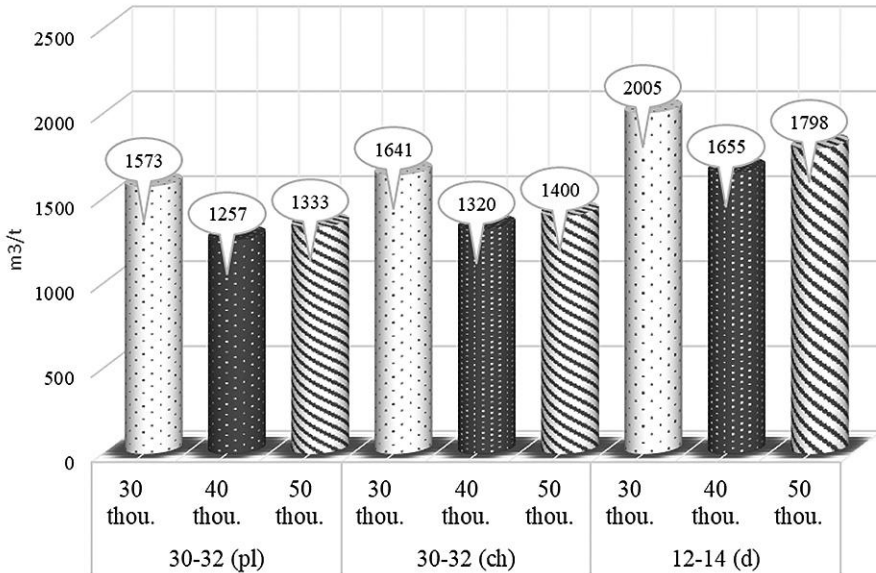 2500
2000
1500
1000
500
0
m3/t
1573
1257
1333
1641
1320
1400
2005
1655
1798
30 thou.
40 thou.
50 thou.
30 thou.
40 thou.
50 thou.
30 thou.
40 thou.
50 thou.
30-32 (pl)
30-32 (ch)
12-14 (d)